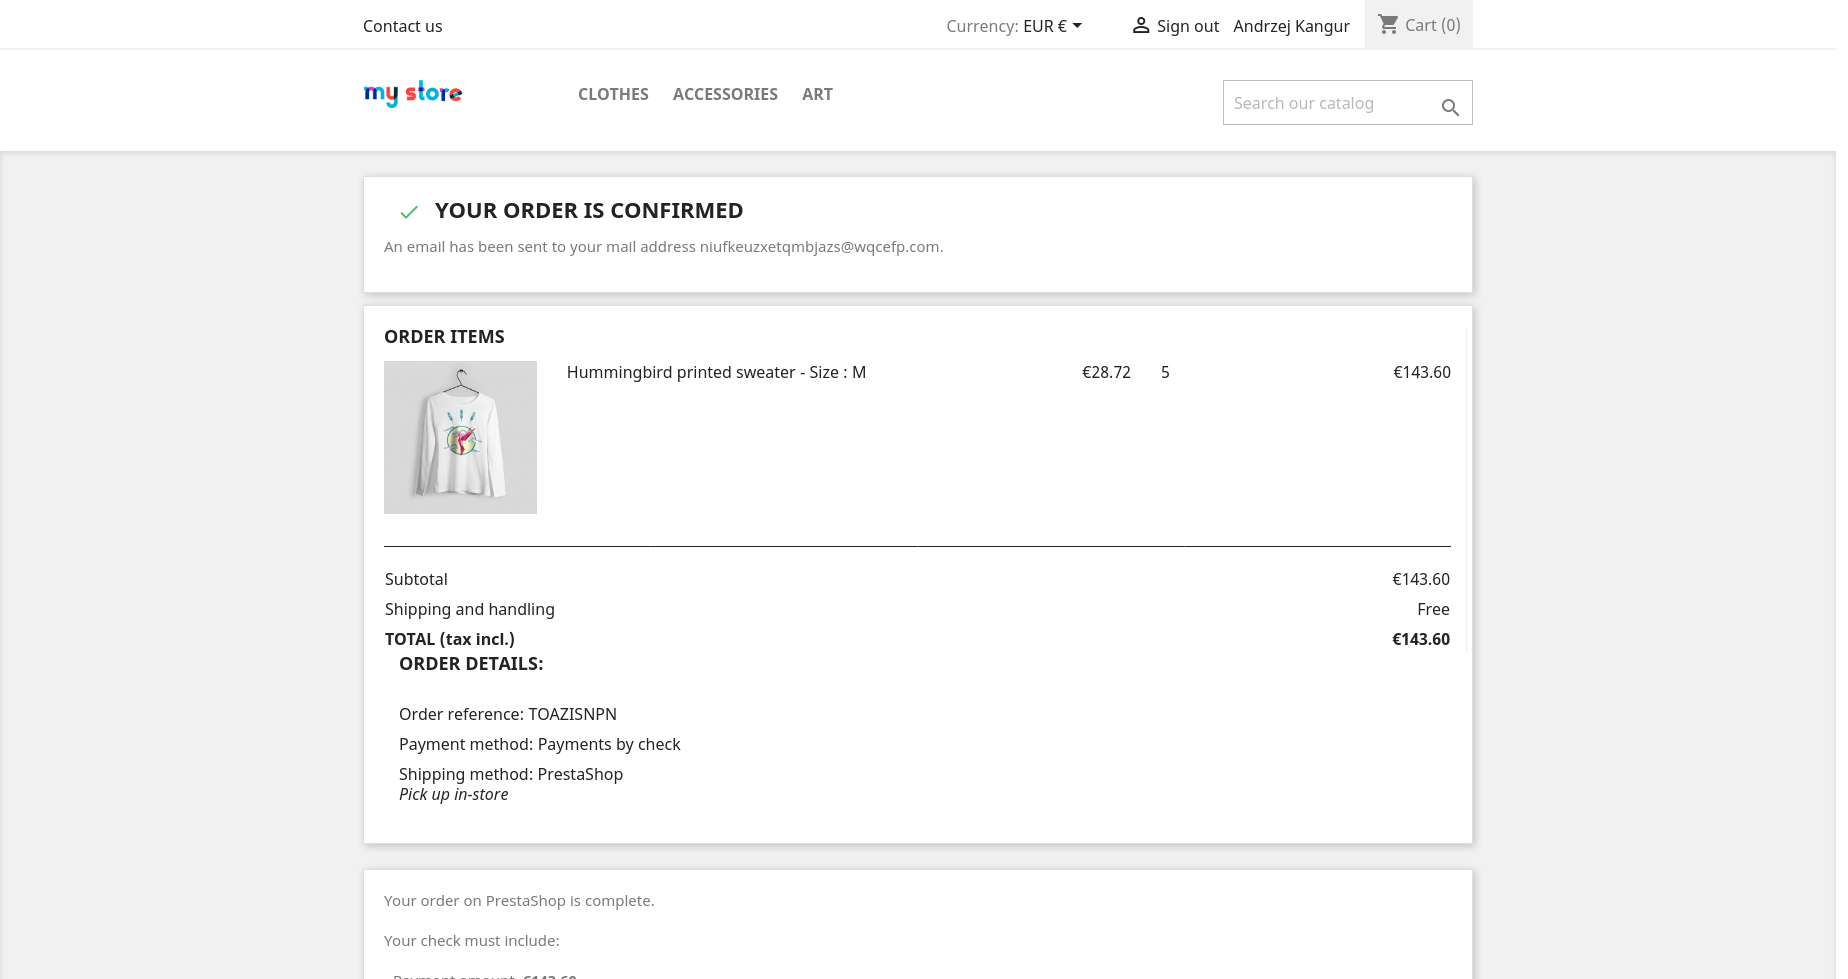 Contact us
Currency: EUR €
Sign out
Andrzej Kangur
Cart (0)
my store
CLOTHES
ACCESSORIES
ART
Search our catalog
YOUR ORDER IS CONFIRMED
An email has been sent to your mail address niufkeuzxetqmbjazs@wqcefp.com.
ORDER ITEMS
Hummingbird printed sweater - Size : M €28.72 5 €143.60
Subtotal €143.60
Shipping and handling Free
TOTAL (tax incl.) €143.60
ORDER DETAILS:
Order reference: TOAZISNPN
Payment method: Payments by check
Shipping method: PrestaShop
Pick up in-store
Your order on PrestaShop is complete.
Your check must include:
Payment amount. €143.60